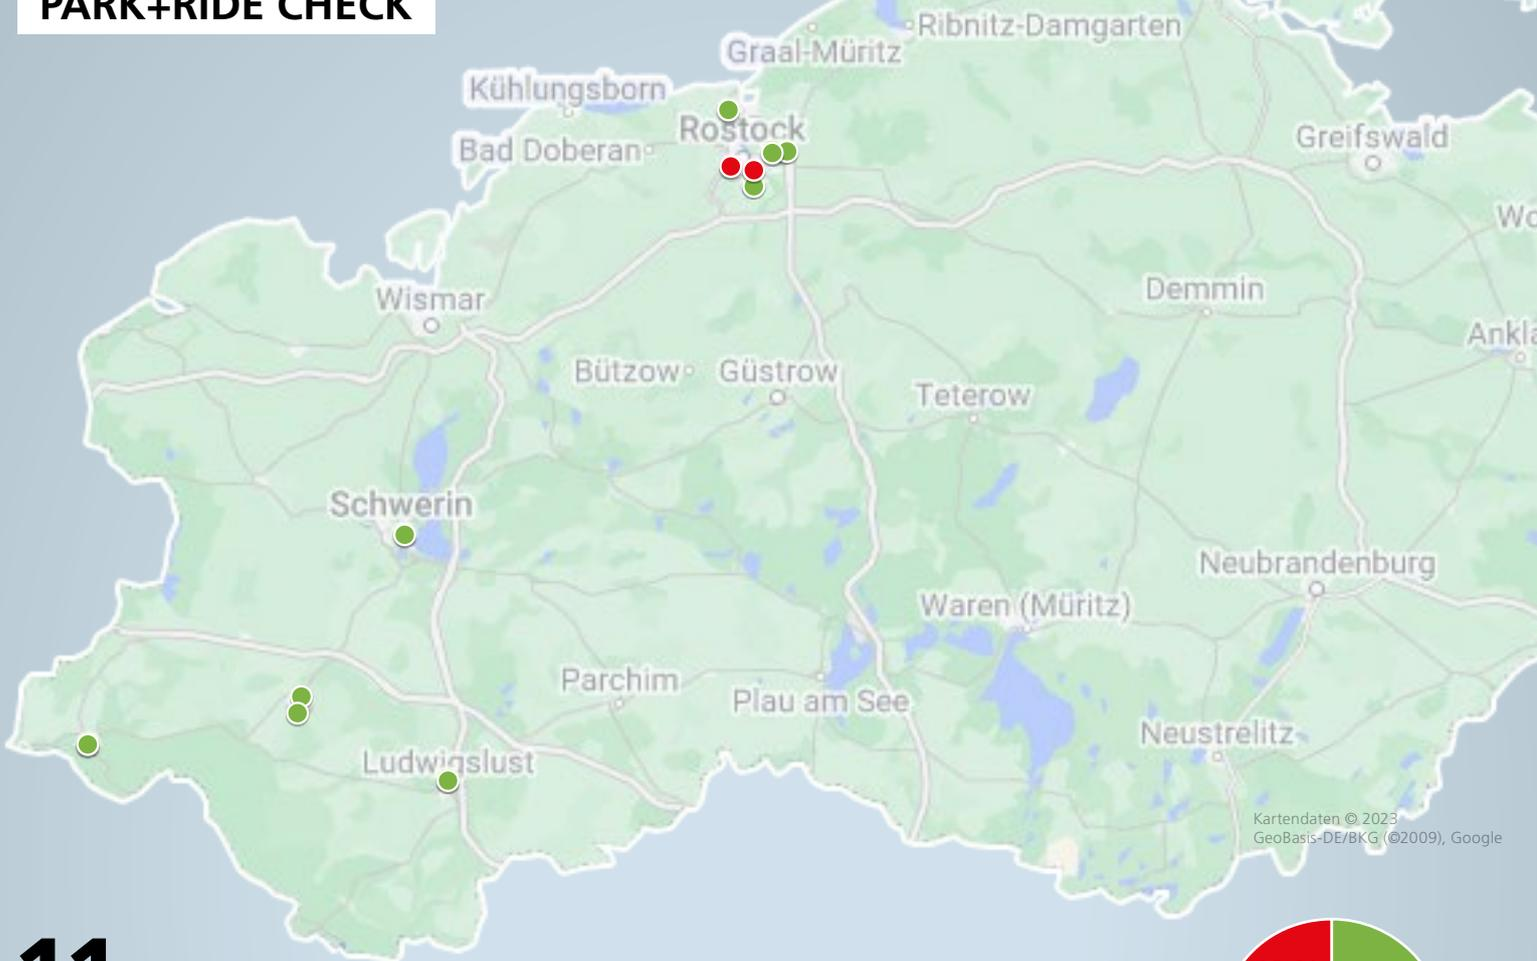 PARK+RIDE CHECK
Ribnitz-Damgarten
Graal-Müritz
Kühlungsborn
Rostock
Greifswald
Bad Doberan
Wismar
Demmin
Bützow
Güstrow
Teterow
Schwerin
Neubrandenburg
Waren (Müritz)
Parchim
Plau am See
Neustrelitz
Ludwigslust
Kartendaten © 2023
GeoBasis-DE/BKG (©2009), Google
11